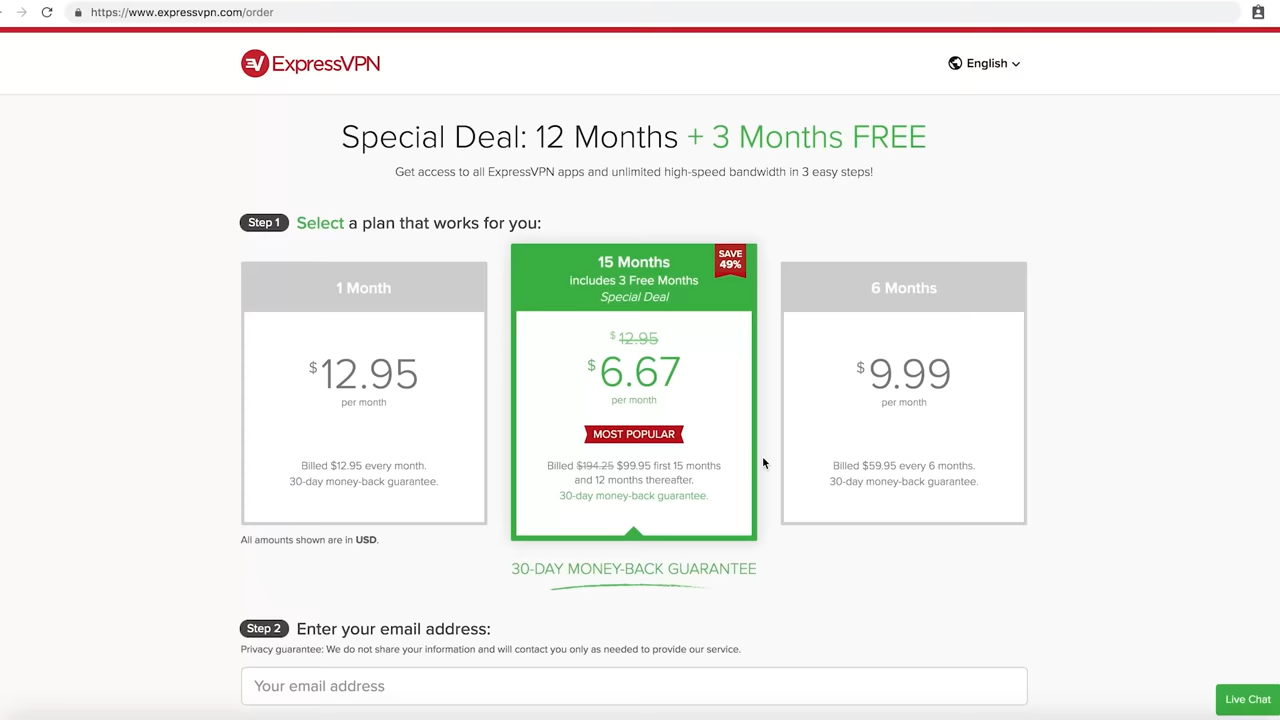 https://www.expressvpn.com/order
ExpressVPN
English
Special Deal: 12 Months + 3 Months FREE
Get access to all ExpressVPN apps and unlimited high-speed bandwidth in 3 easy steps!
Step 1 Select a plan that works for you:
1 Month
$12.95
per month
Billed $12.95 every month.
30-day money-back guarantee.
15 Months
includes 3 Free Months
Special Deal
SAVE
49%
$12.95
$6.67
per month
MOST POPULAR
Billed $194.25 $99.95 first 15 months
and 12 months thereafter.
30-day money-back guarantee.
6 Months
$9.99
per month
Billed $59.95 every 6 months.
30-day money-back guarantee.
All amounts shown are in USD.
30-DAY MONEY-BACK GUARANTEE
Step 2 Enter your email address:
Privacy guarantee: We do not share your information and will contact you only as needed to provide our service.
Your email address
Live Chat